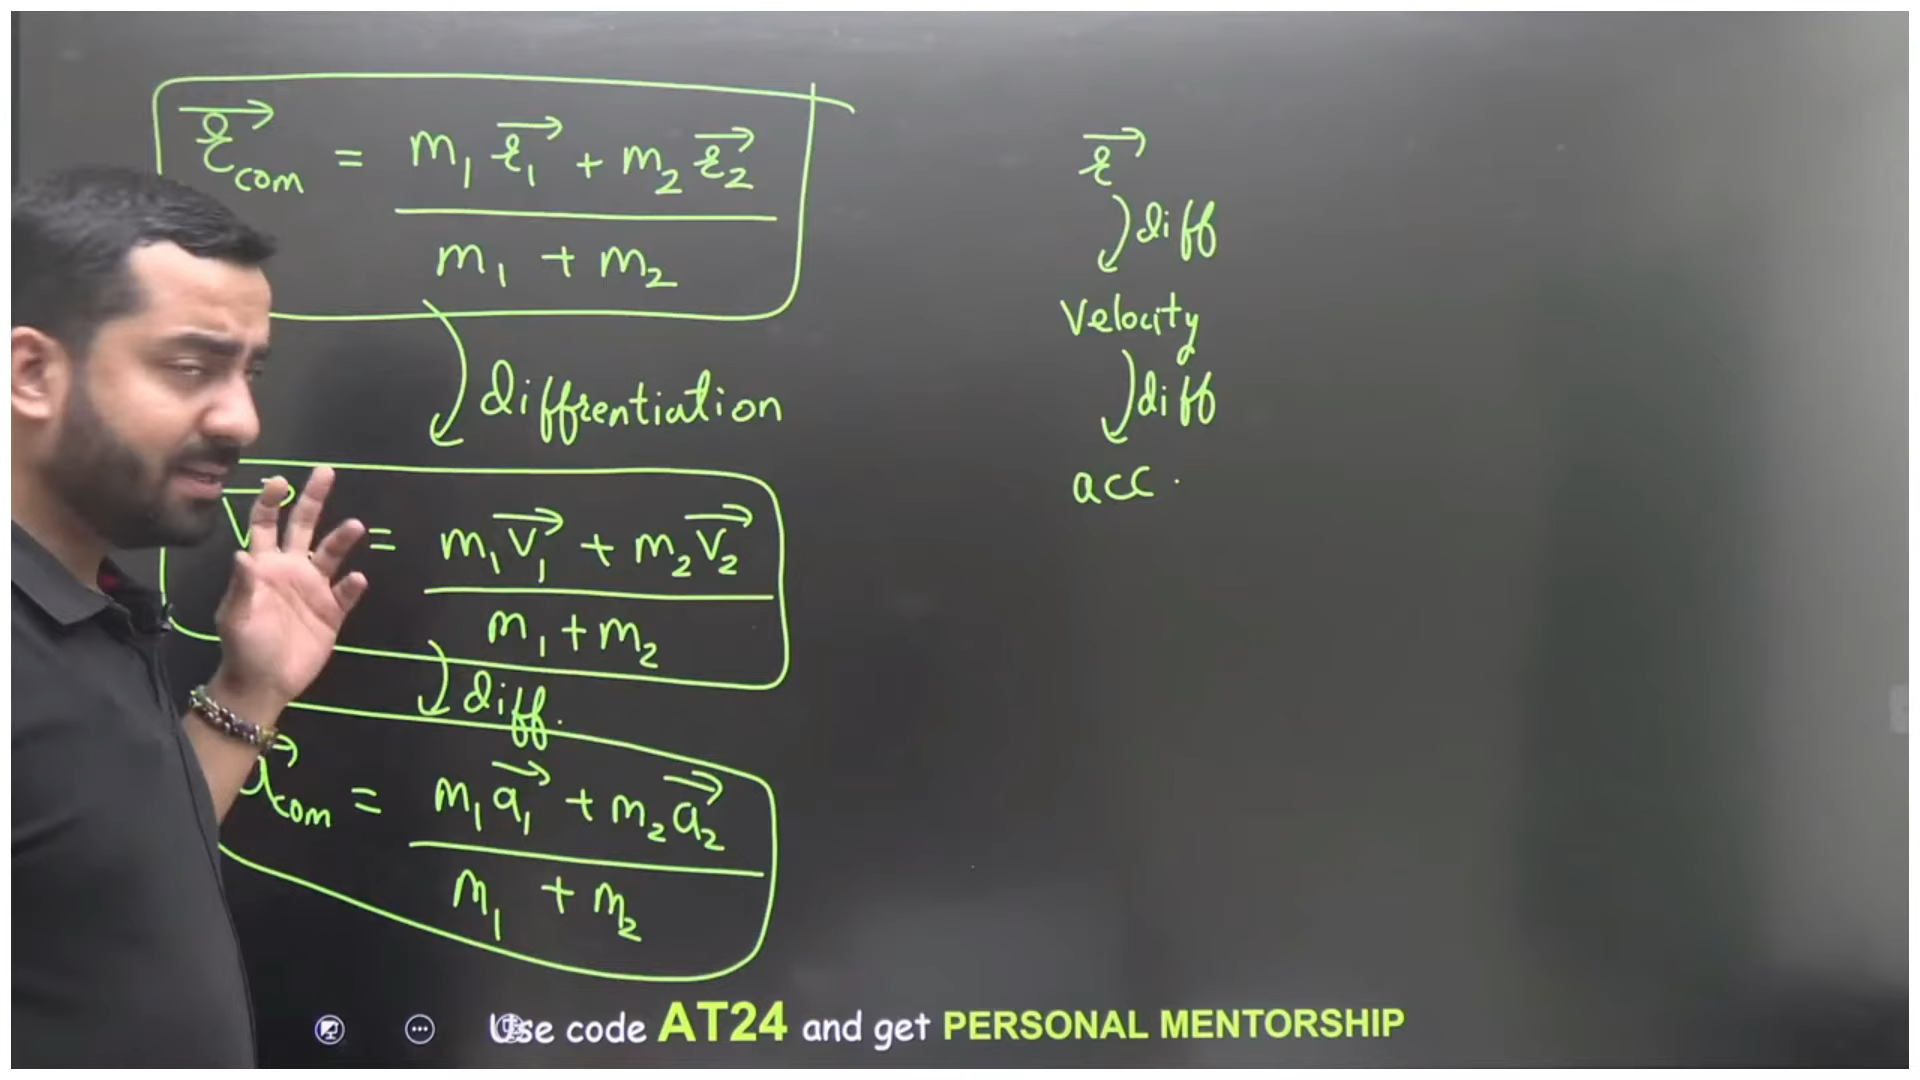 r⃗com = m₁ r⃗₁ + m₂ r⃗₂
m₁ + m₂
diffrentiation
V⃗ = m₁ v⃗₁ + m₂ v⃗₂
m₁ + m₂
diff.
a⃗com = m₁ a⃗₁ + m₂ a⃗₂
m₁ + m₂
r⃗
diff
Velocity
diff
acc.
Use code AT24 and get PERSONAL MENTORSHIP